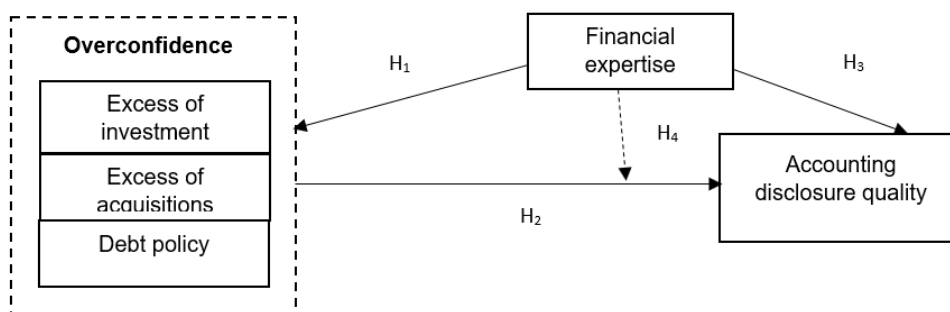 Overconfidence
Excess of
investment
Excess of
acquisitions
Debt policy
H₁
Financial
expertise
H₃
H₄
H₂
Accounting
disclosure quality